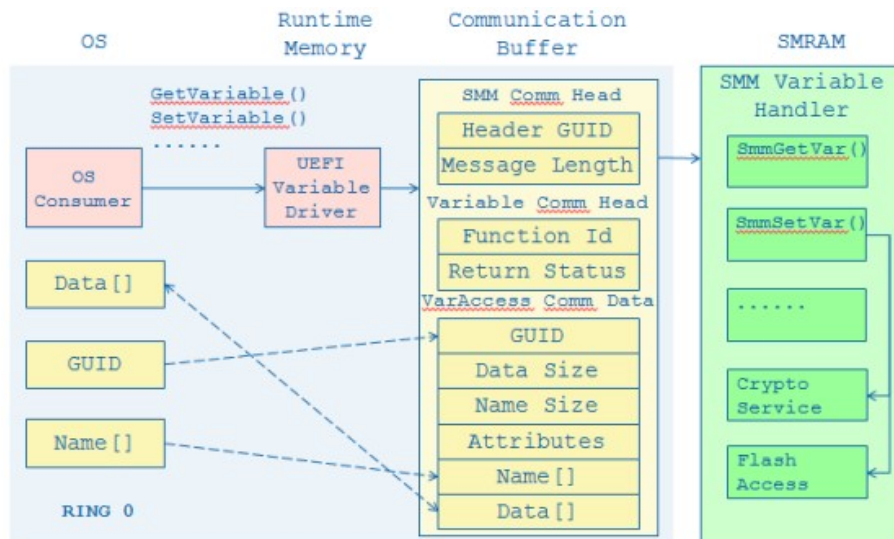 OS
Runtime
Memory
Communication
Buffer
SMRAM
GetVariable()
SetVariable()
......
OS
Consumer
UEFI
Variable
Driver
Data[]
GUID
Name[]
RING 0
SMM Comm Head
Header GUID
Message Length
Variable Comm Head
Function Id
Return Status
VarAccess Comm Data
GUID
Data Size
Name Size
Attributes
Name[]
Data[]
SMM Variable
Handler
SmmGetVar()
SmmSetVar()
......
Crypto
Service
Flash
Access